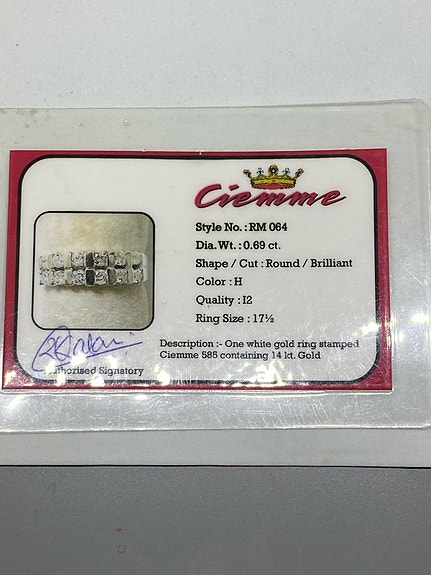 Ciemme
Style No. : RM 064
Dia. Wt. : 0.69 ct.
Shape / Cut : Round / Brilliant
Color : H
Quality : I2
Ring Size : 17½
Description :- One white gold ring stamped
Ciemme 585 containing 14 kt. Gold
Authorised Signatory